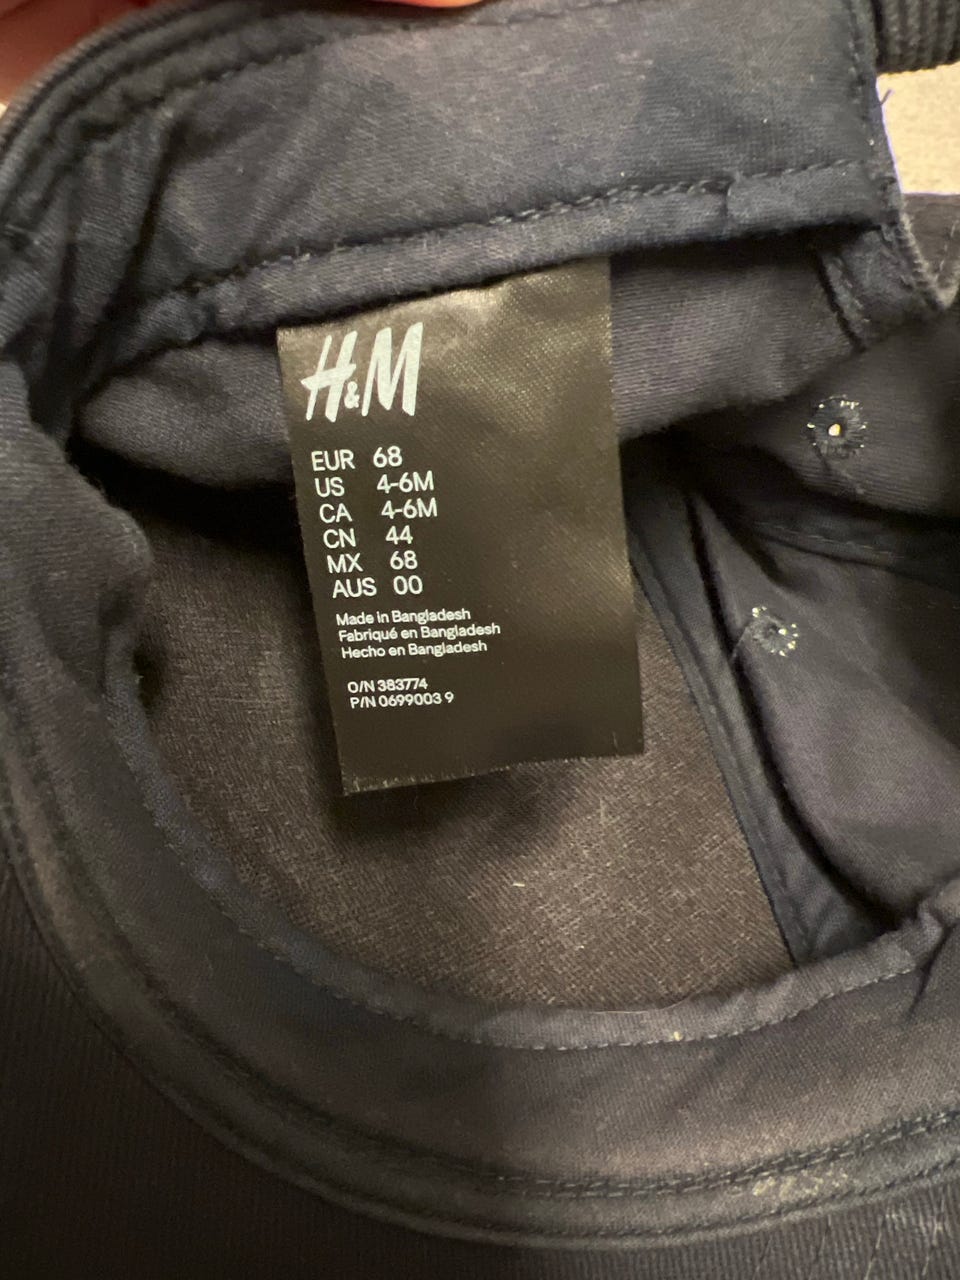 H&M
EUR 68
US 4-6M
CA 4-6M
CN 44
MX 68
AUS 00
Made in Bangladesh
Fabriqué en Bangladesh
Hecho en Bangladesh
O/N 383774
P/N 0699003 9